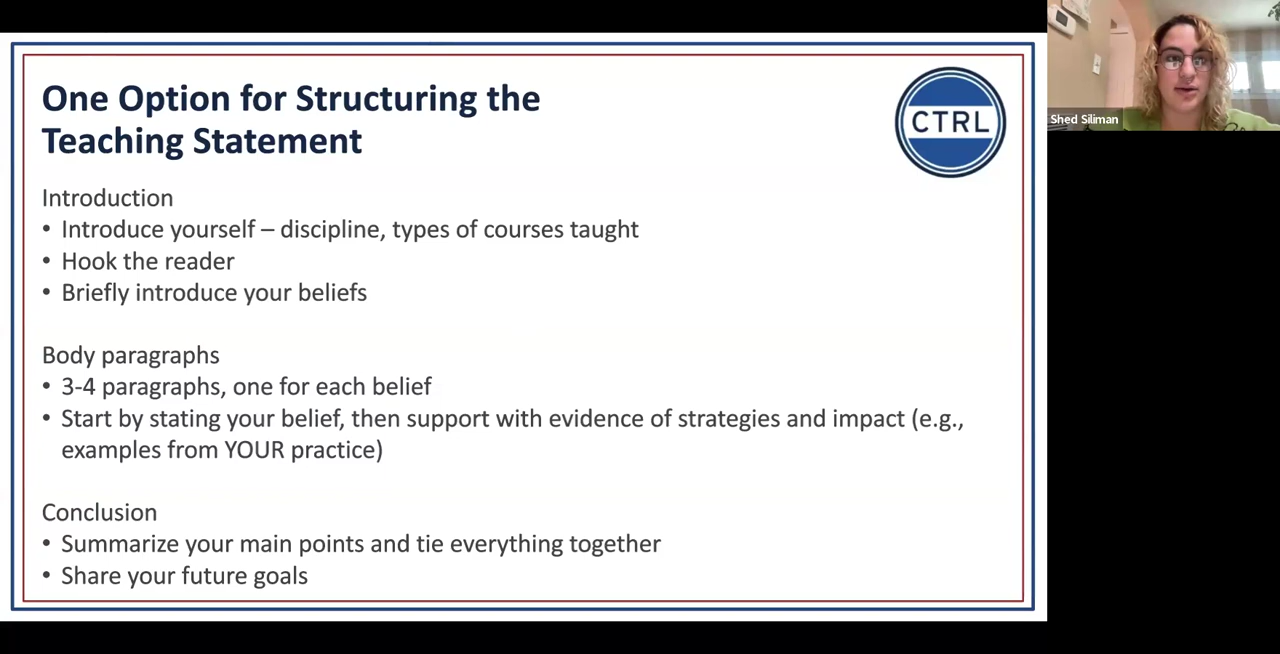 One Option for Structuring the
Teaching Statement
CTRL
Shed Siliman
Introduction
• Introduce yourself – discipline, types of courses taught
• Hook the reader
• Briefly introduce your beliefs
Body paragraphs
• 3-4 paragraphs, one for each belief
• Start by stating your belief, then support with evidence of strategies and impact (e.g.,
examples from YOUR practice)
Conclusion
• Summarize your main points and tie everything together
• Share your future goals